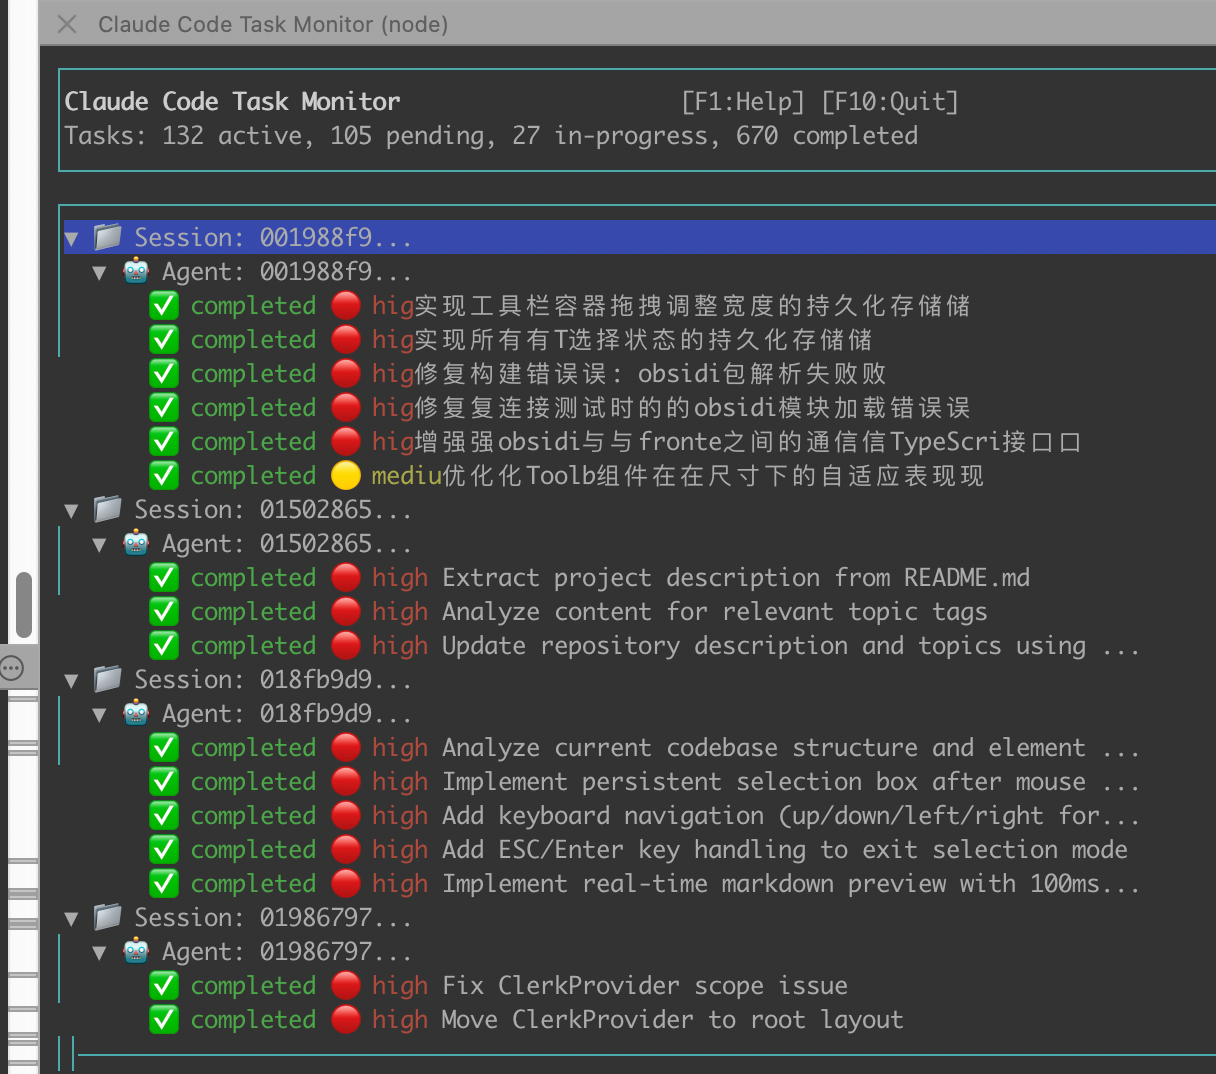 Claude Code Task Monitor (node)
Claude Code Task Monitor [F1:Help] [F10:Quit]
Tasks: 132 active, 105 pending, 27 in-progress, 670 completed
▼ Session: 001988f9...
▼ Agent: 001988f9...
completed hig实现工具栏容器拖拽调整宽度的持久化存储储
completed hig实现所有有T选择状态的持久化存储储
completed hig修复构建错误误: obsidi包解析失败败
completed hig修复复连接测试时的的obsidi模块加载错误误
completed hig增强强obsidi与与fronte之间的通信信TypeScri接口口
completed mediu优化化Toolb组件在在尺寸下的自适应表现现
▼ Session: 01502865...
▼ Agent: 01502865...
completed high Extract project description from README.md
completed high Analyze content for relevant topic tags
completed high Update repository description and topics using ...
▼ Session: 018fb9d9...
▼ Agent: 018fb9d9...
completed high Analyze current codebase structure and element ...
completed high Implement persistent selection box after mouse ...
completed high Add keyboard navigation (up/down/left/right for...
completed high Add ESC/Enter key handling to exit selection mode
completed high Implement real-time markdown preview with 100ms...
▼ Session: 01986797...
▼ Agent: 01986797...
completed high Fix ClerkProvider scope issue
completed high Move ClerkProvider to root layout